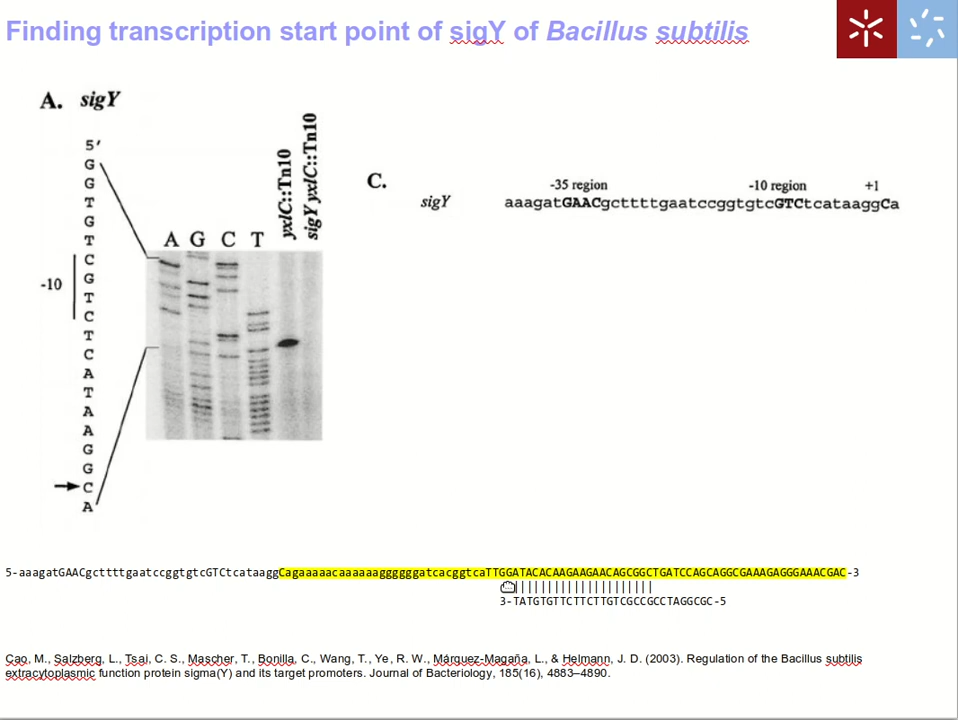 Finding transcription start point of sigY of Bacillus subtilis
A. sigY
5′
G
G
T
G
T
C
G
T
C
T
C
A
T
A
A
G
G
C
A
-10
A G C T
yxlC::Tn10
sigY yxlC::Tn10
C.
-35 region -10 region +1
sigY aaagatGAACgcttttgaatccggtgtcGTCtcataaggCa
5-aaagatGAACgcttttgaatccggtgtcGTCtcataaggCagaaaaacaaaaaaggggggatcacggtcaTTGGATACACAAGAAGAACAGCGGCTGATCCAGCAGGCGAAAGAGGGAAACGAC-3
3-TATGTGTTCTTCTTGTCGCCGCCTAGGCGC-5
Cao, M., Salzberg, L., Tsai, C. S., Mascher, T., Bonilla, C., Wang, T., Ye, R. W., Márquez-Magaña, L., & Helmann, J. D. (2003). Regulation of the Bacillus subtilis
extracytoplasmic function protein sigma(Y) and its target promoters. Journal of Bacteriology, 185(16), 4883–4890.